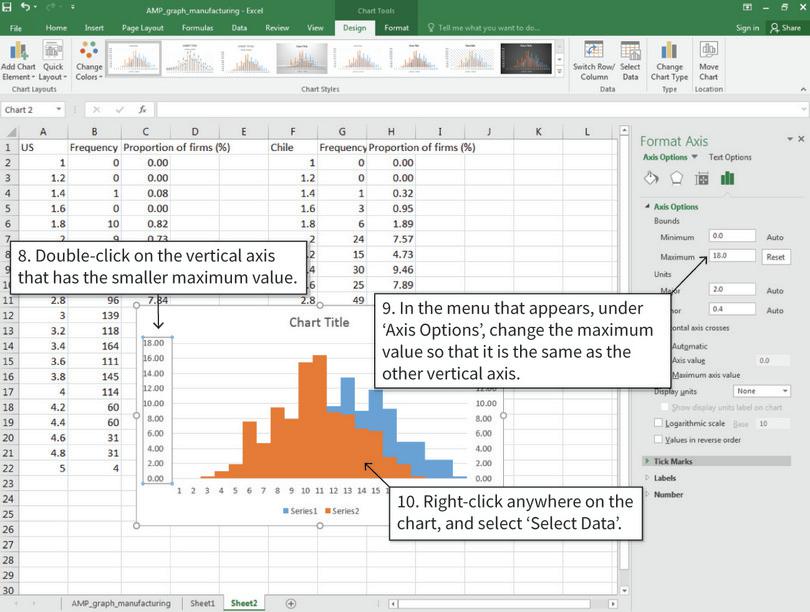 AMP_graph_manufacturing - Excel
Chart Tools
File Home Insert Page Layout Formulas Data Review View Design Format Tell me what you want to do... Sign in Share
Add Chart Element Quick Layout Change Colors Switch Row/ Column Select Data Change Chart Type Move Chart
Chart Layouts Chart Styles Data Type Location
Chart 2 fx
A B C D E F G H I J K L
1 US Frequency Proportion of firms (%) Chile Frequency Proportion of firms (%)
2 1 0 0.00 1 0 0.00
3 1.2 0 0.00 1.2 0 0.00
4 1.4 1 0.08 1.4 1 0.32
5 1.6 0 0.00 1.6 3 0.95
6 1.8 10 0.82 1.8 6 1.89
7 2 9 0.73 2 24 7.57
8. Double-click on the vertical axis
that has the smaller maximum value.
15 4.73
30 9.46
25 7.89
11 2.8 96 7.84 2.8 49
12 3 139
13 3.2 118
14 3.4 164
15 3.6 111
16 3.8 145
17 4 114
18 4.2 60
19 4.4 60
20 4.6 31
21 4.8 31
22 5 4
23
24
25
26
27
28
29
30
Chart Title
18.00
16.00
14.00
12.00 12.00
10.00 10.00
8.00 8.00
6.00 6.00
4.00 4.00
2.00 2.00
0.00 0.00
1 2 3 4 5 6 7 8 9 10 11 12 13 14 15
Series1 Series2
9. In the menu that appears, under
‘Axis Options’, change the maximum
value so that it is the same as the
other vertical axis.
10. Right-click anywhere on the
chart, and select ‘Select Data’.
Format Axis
Axis Options Text Options
Axis Options
Bounds
Minimum 0.0 Auto
Maximum 18.0 Reset
Units
Major 2.0 Auto
nor 0.4 Auto
ontal axis crosses
Automatic
Axis value 0.0
Maximum axis value
Display units None
Show display units label on chart
Logarithmic scale Base 10
Values in reverse order
Tick Marks
Labels
Number
AMP_graph_manufacturing Sheet1 Sheet2